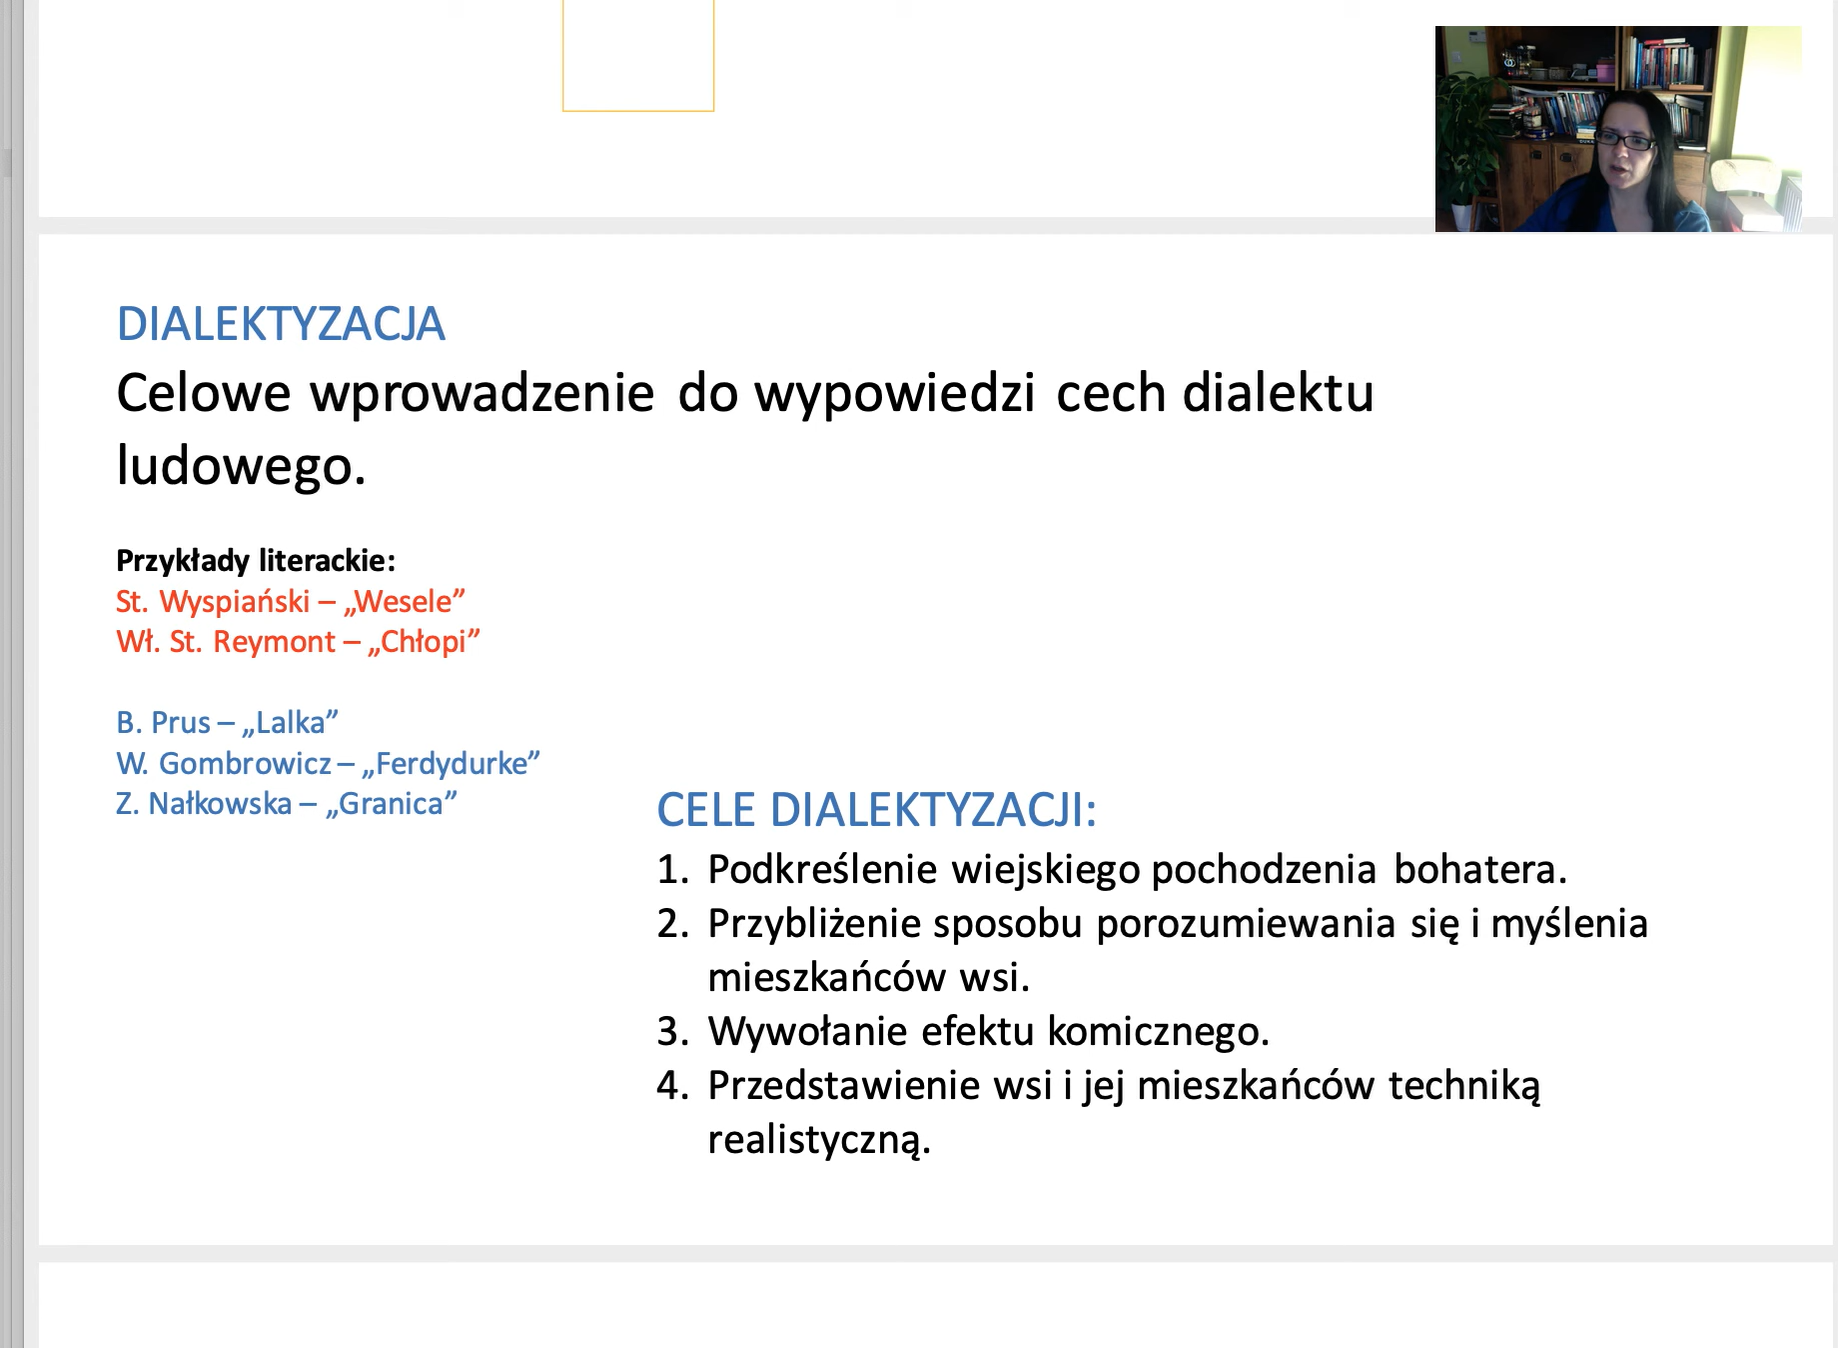 DIALEKTYZACJA
Celowe wprowadzenie do wypowiedzi cech dialektu
ludowego.
Przykłady literackie:
St. Wyspiański – „Wesele”
Wł. St. Reymont – „Chłopi”
B. Prus – „Lalka”
W. Gombrowicz – „Ferdydurke”
Z. Nałkowska – „Granica”
CELE DIALEKTYZACJI:
1. Podkreślenie wiejskiego pochodzenia bohatera.
2. Przybliżenie sposobu porozumiewania się i myślenia
mieszkańców wsi.
3. Wywołanie efektu komicznego.
4. Przedstawienie wsi i jej mieszkańców techniką
realistyczną.